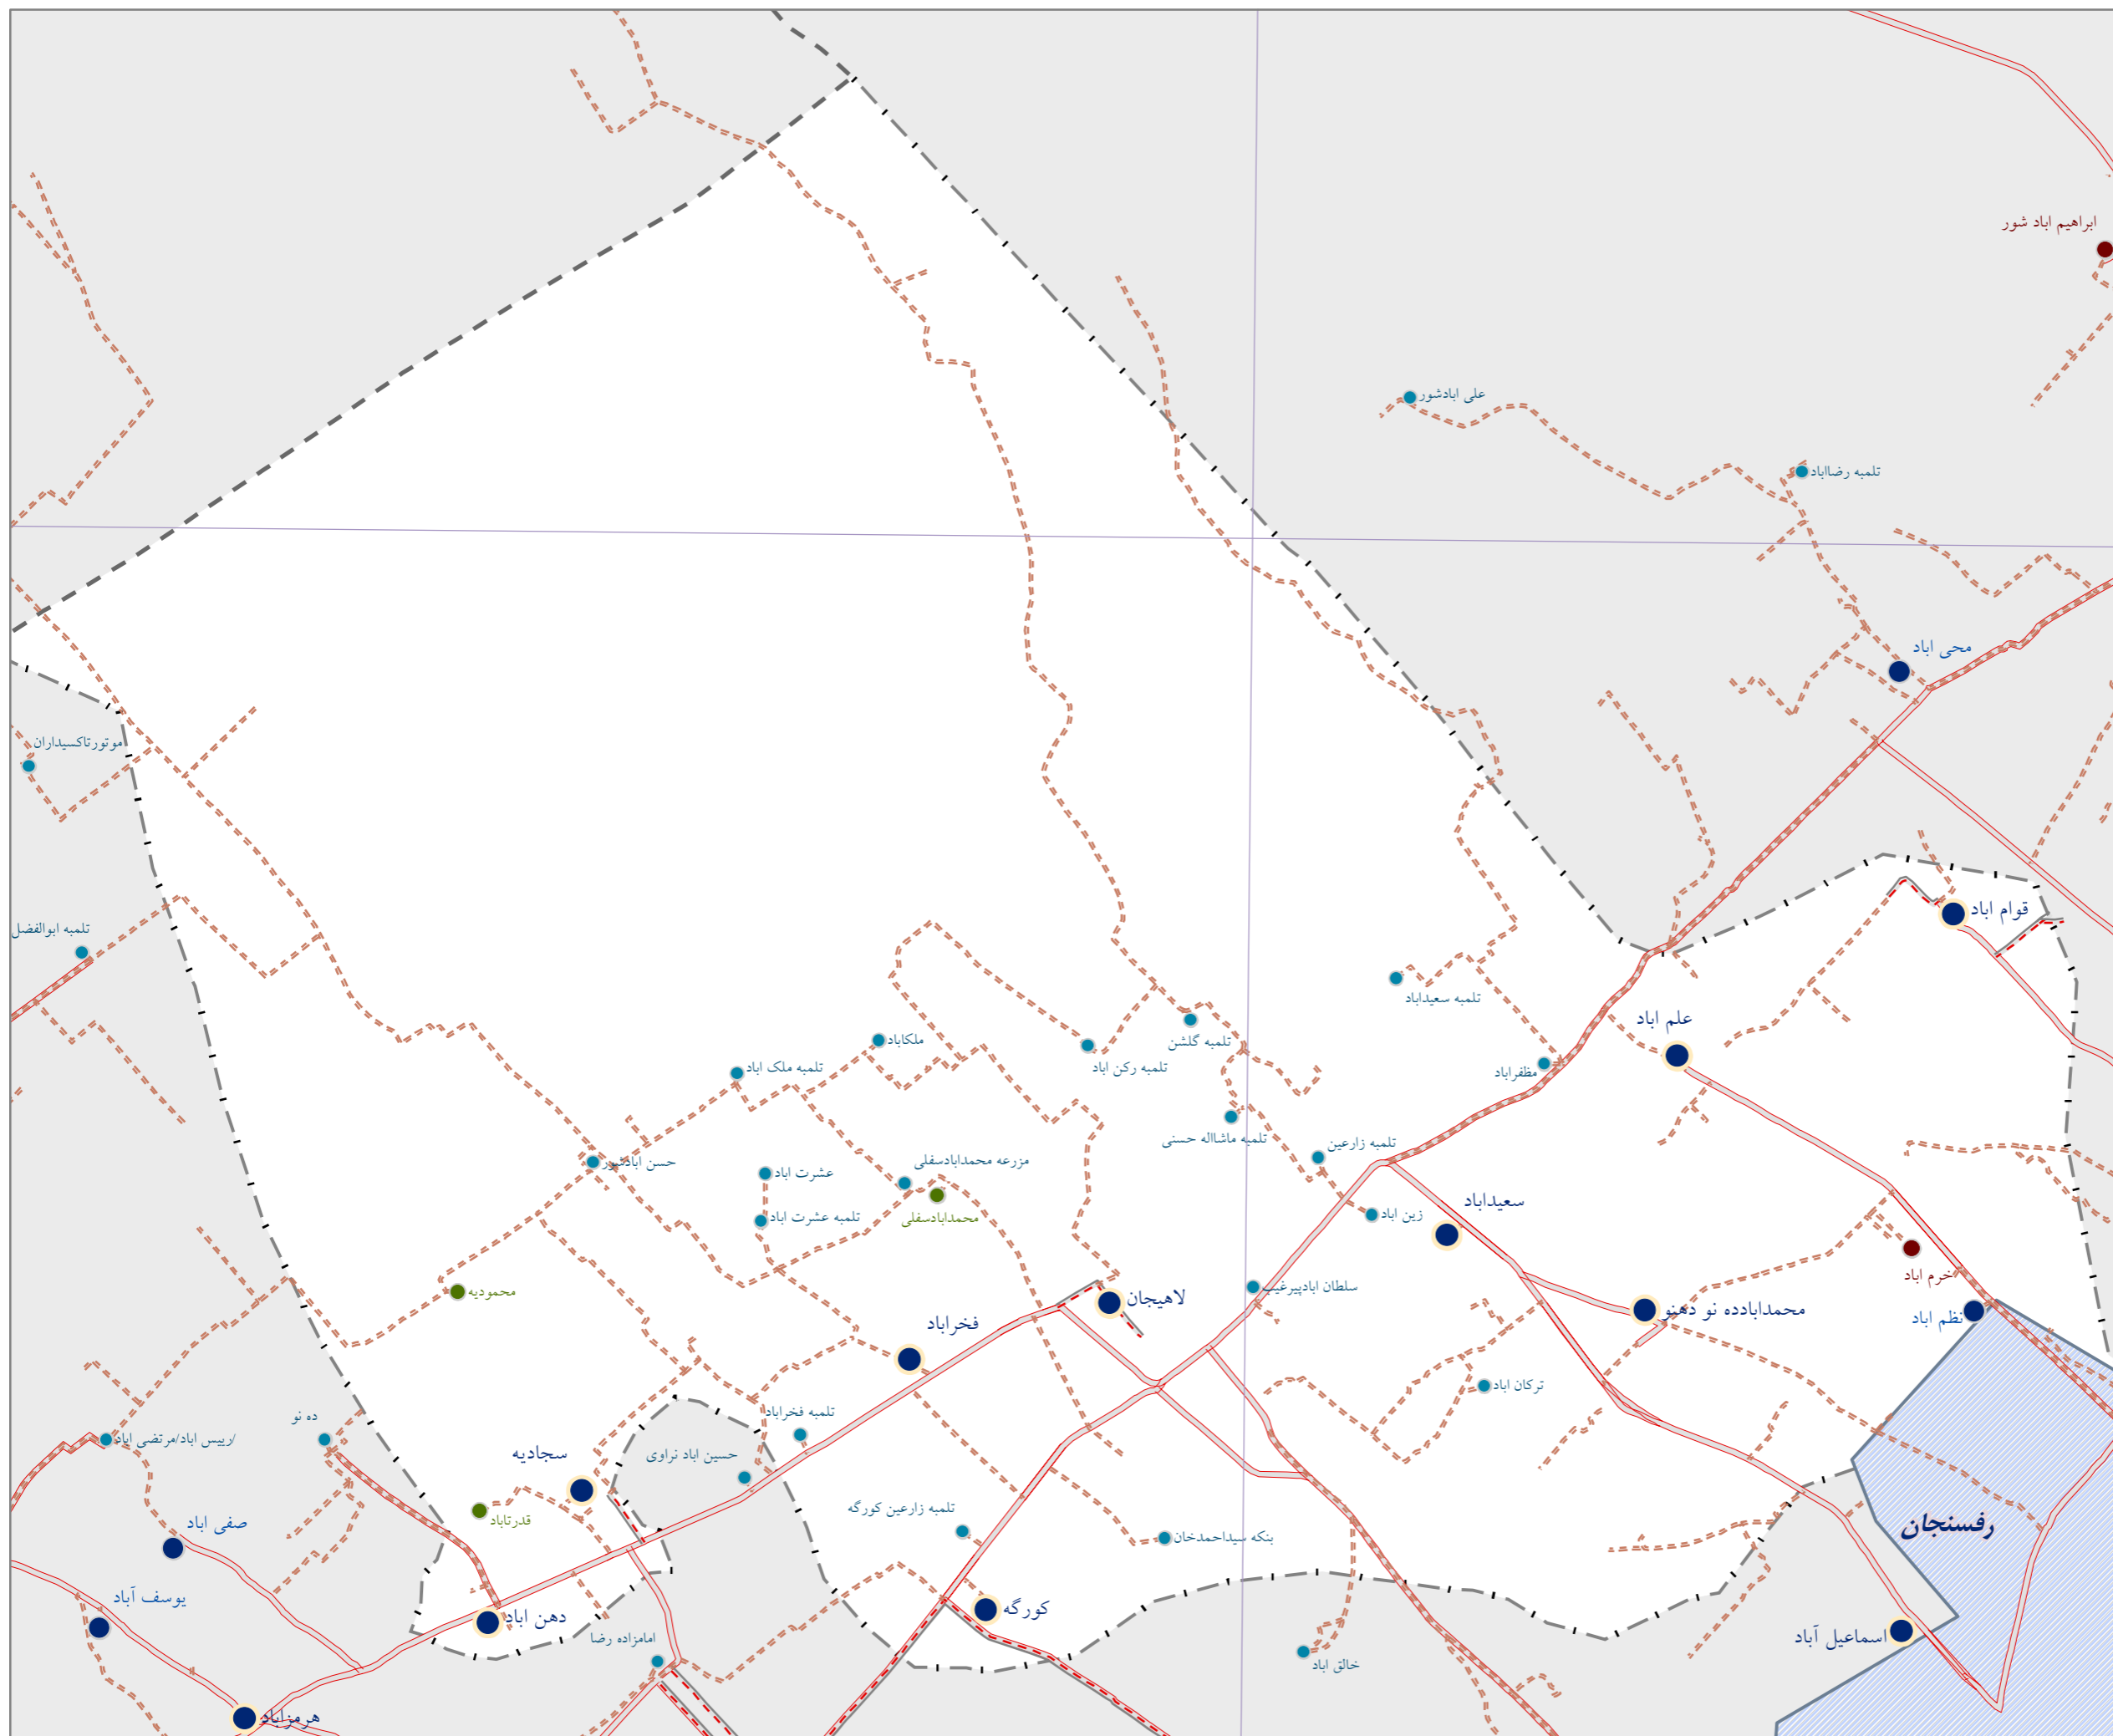 ابراهیم اباد شور
علی ابادشور
تلمبه رضااباد
محی اباد
موتورتاکسیداران
قوام اباد
تلمبه ابوالفضل
تلمبه سعیداباد
علم اباد
تلمبه گلشن
ملکاباد
تلمبه رکن اباد
تلمبه ملک اباد
مظفراباد
تلمبه ماشااله حسنی
تلمبه زارعین
حسن ابادشور
مزرعه محمدابادسفلی
عشرت اباد
سعیداباد
زین اباد
تلمبه عشرت اباد
محمدابادسفلی
خرم اباد
سلطان ابادپیرغیب
محمودیه
لاهیجان
محمدابادده نو دهنو
نظم اباد
فخراباد
ترکان اباد
تلمبه فخراباد
ده نو
/رییس اباد/مرتضی اباد
سجادیه
حسین اباد نراوی
تلمبه زارعین کورگه
قدرتاباد
صفی اباد
رفسنجان
بنکه سیداحمدخان
یوسف آباد
کورگه
دهن اباد
امامزاده رضا
اسماعیل آباد
خالق اباد
هرمزاباد